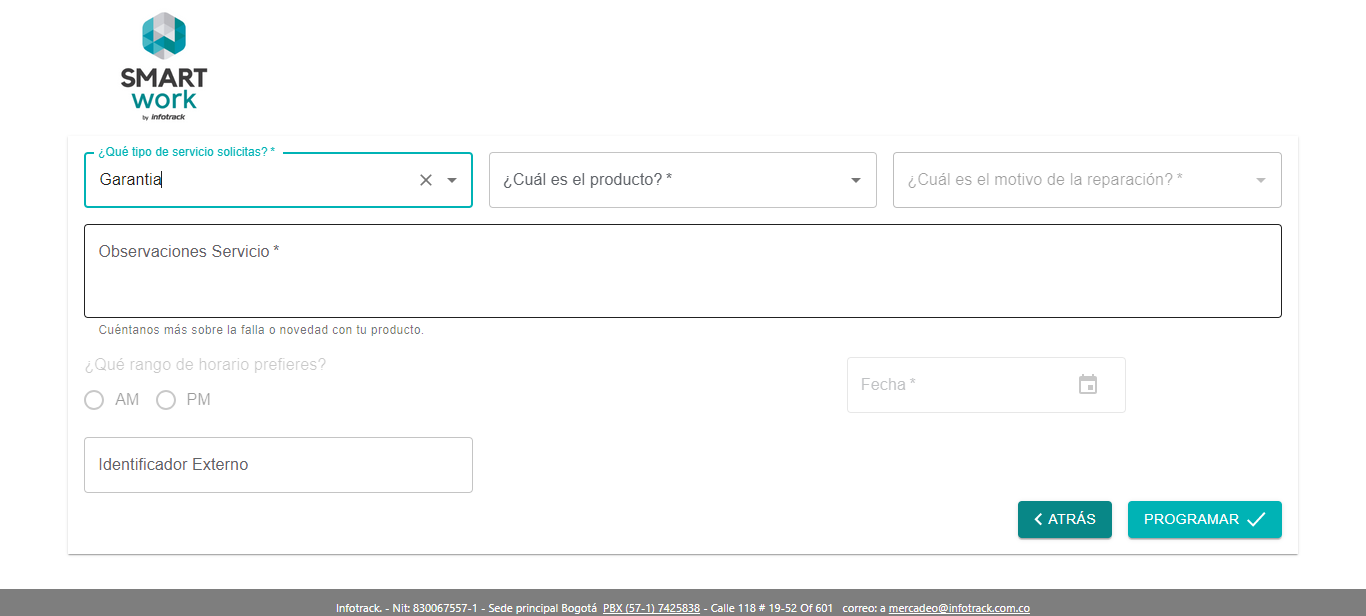 SMART
work
by infotrack
¿Qué tipo de servicio solicitas? *
Garantia
¿Cuál es el producto? *
¿Cuál es el motivo de la reparación? *
Observaciones Servicio *
Cuéntanos más sobre la falla o novedad con tu producto.
¿Qué rango de horario prefieres?
AM PM
Fecha *
Identificador Externo
ATRÁS
PROGRAMAR
Infotrack. - Nit: 830067557-1 - Sede principal Bogotá PBX (57-1) 7425838 - Calle 118 # 19-52 Of 601 correo: a mercadeo@infotrack.com.co